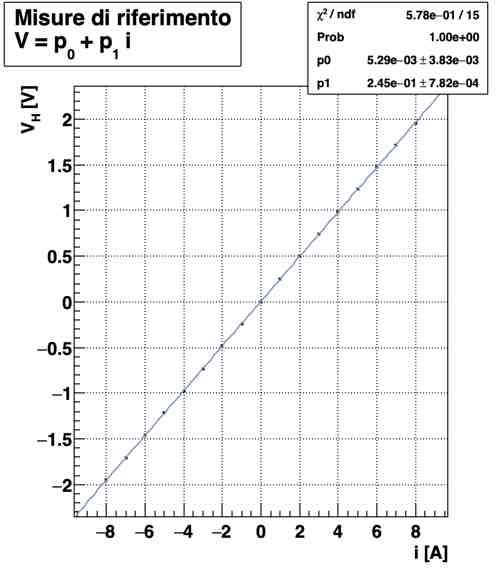 Misure di riferimento
V = p0 + p1 i
χ² / ndf 5.78e−01 / 15
Prob 1.00e+00
p0 5.29e−03 ± 3.83e−03
p1 2.45e−01 ± 7.82e−04
VH [V]
2
1.5
1
0.5
0
−0.5
−1
−1.5
−2
−8 −6 −4 −2 0 2 4 6 8
i [A]